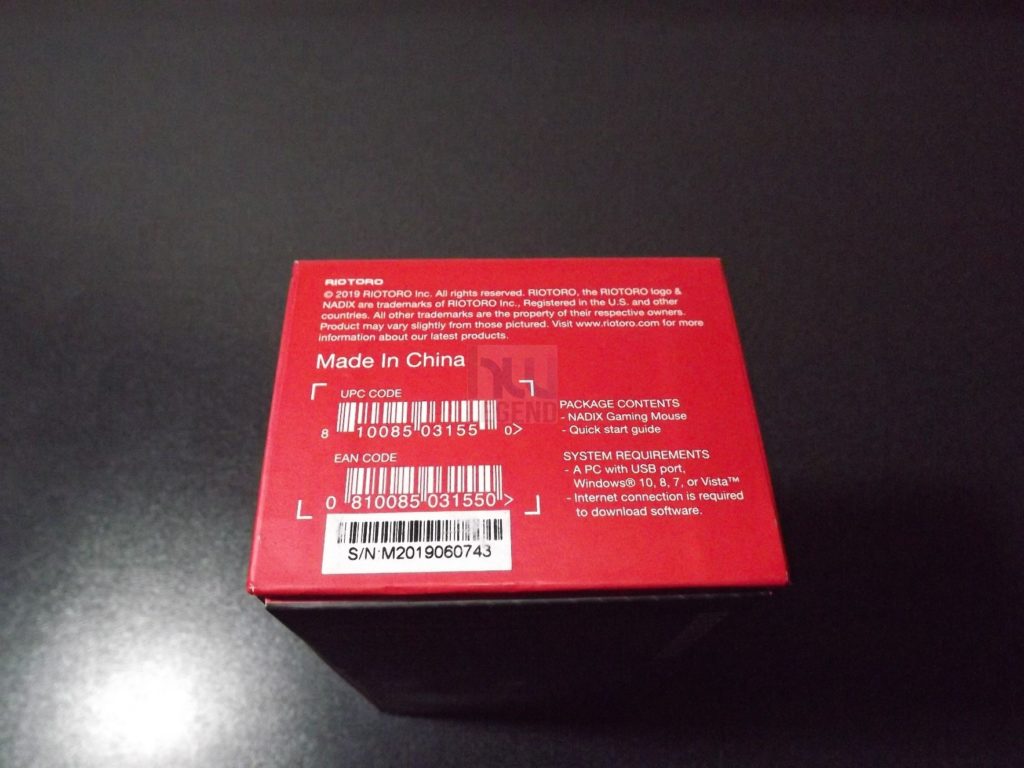 RIOTORO
© 2019 RIOTORO Inc. All rights reserved. RIOTORO, the RIOTORO logo &
NADIX are trademarks of RIOTORO Inc., Registered in the U.S. and other
countries. All other trademarks are the property of their respective owners.
Product may vary slightly from those pictured. Visit www.riotoro.com for more
information about our latest products.
Made In China
UPC CODE
8 10085 03155 0>
EAN CODE
0 810085 031550 >
S/N:M2019060743
PACKAGE CONTENTS
- NADIX Gaming Mouse
- Quick start guide
SYSTEM REQUIREMENTS
- A PC with USB port,
Windows® 10, 8, 7, or Vista™
- Internet connection is required
to download software.